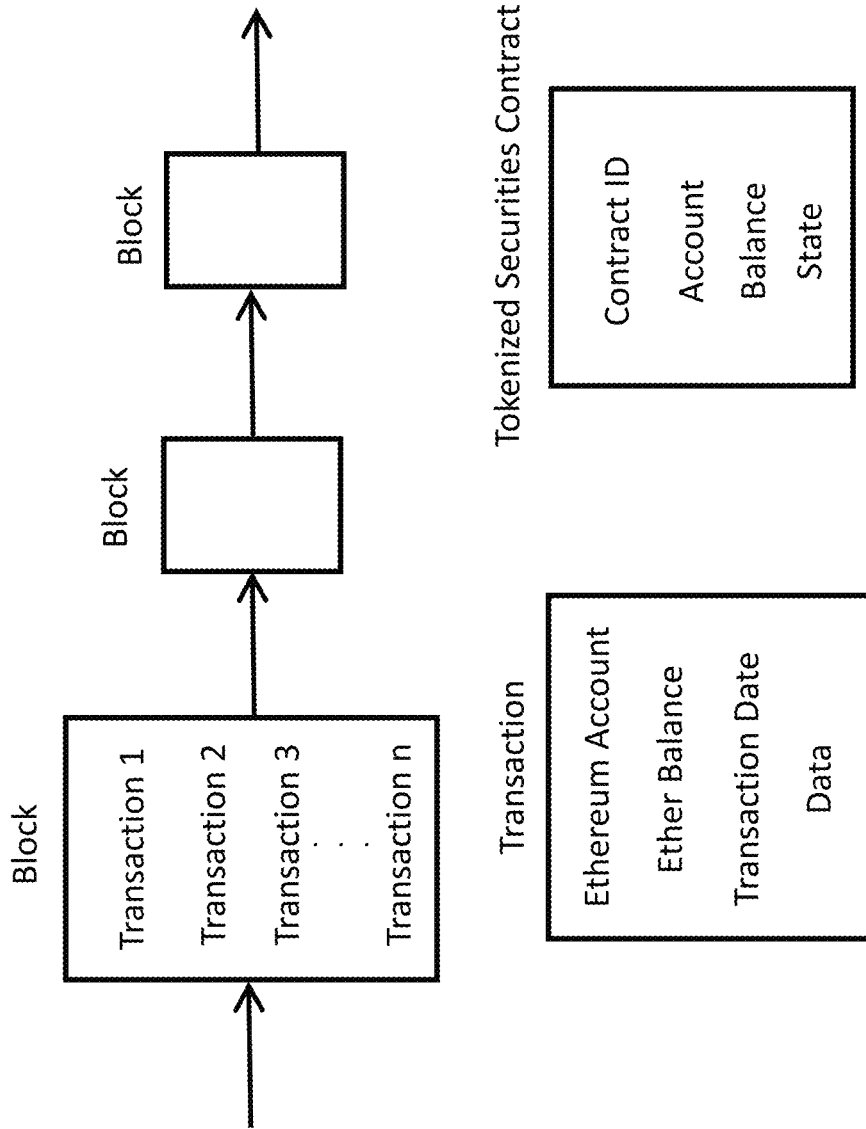 Block
Transaction 1
Transaction 2
Transaction 3
. . .
Transaction n
Block
Block
Transaction
Ethereum Account
Ether Balance
Transaction Date
Data
Tokenized Securities Contract
Contract ID
Account
Balance
State